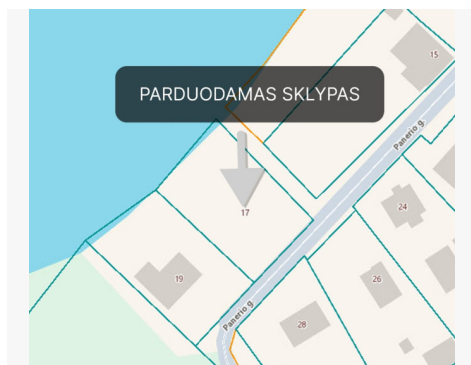 15
PARDUODAMAS SKLYPAS
Panerio g.
17
24
19
26
Panerio g.
28